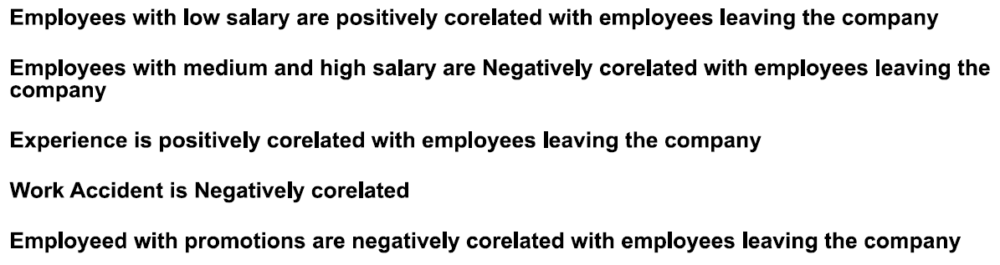 Employees with low salary are positively corelated with employees leaving the company
Employees with medium and high salary are Negatively corelated with employees leaving the
company
Experience is positively corelated with employees leaving the company
Work Accident is Negatively corelated
Employeed with promotions are negatively corelated with employees leaving the company